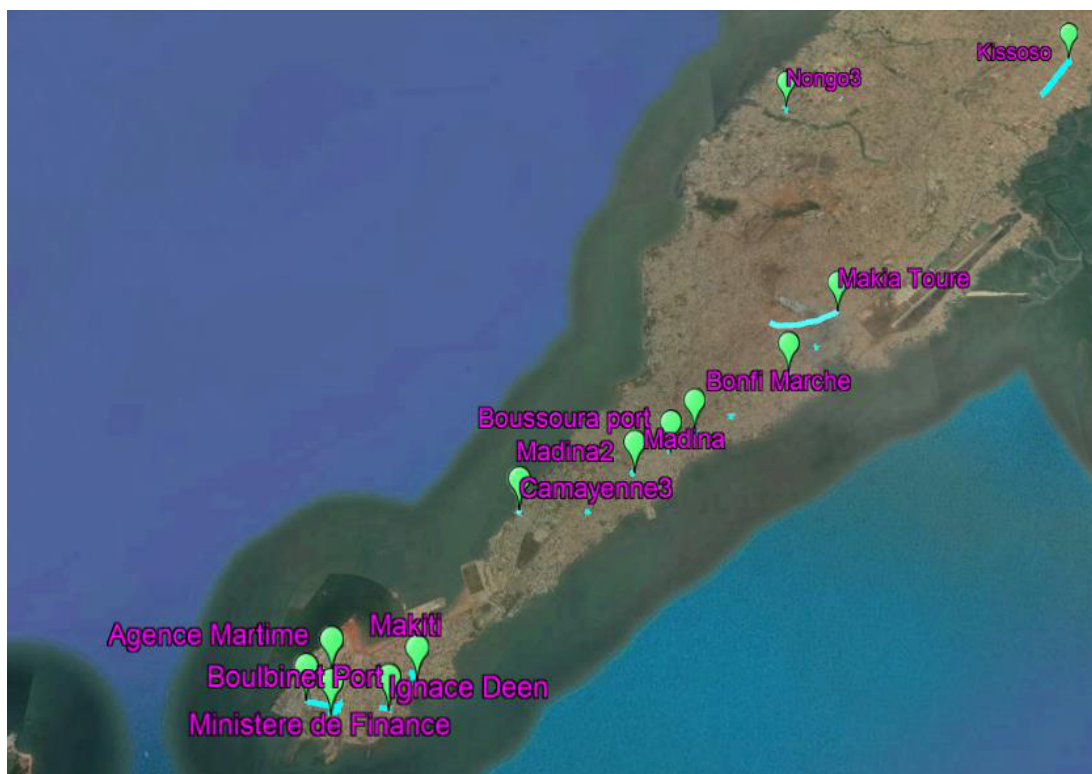 Kissoso
Nongo3
Makia Toure
Bonfi Marche
Boussoura port
Madina
Madina2
Camayenne3
Makiti
Agence Martime
Boulbinet Port
Ignace Deen
Ministere de Finance